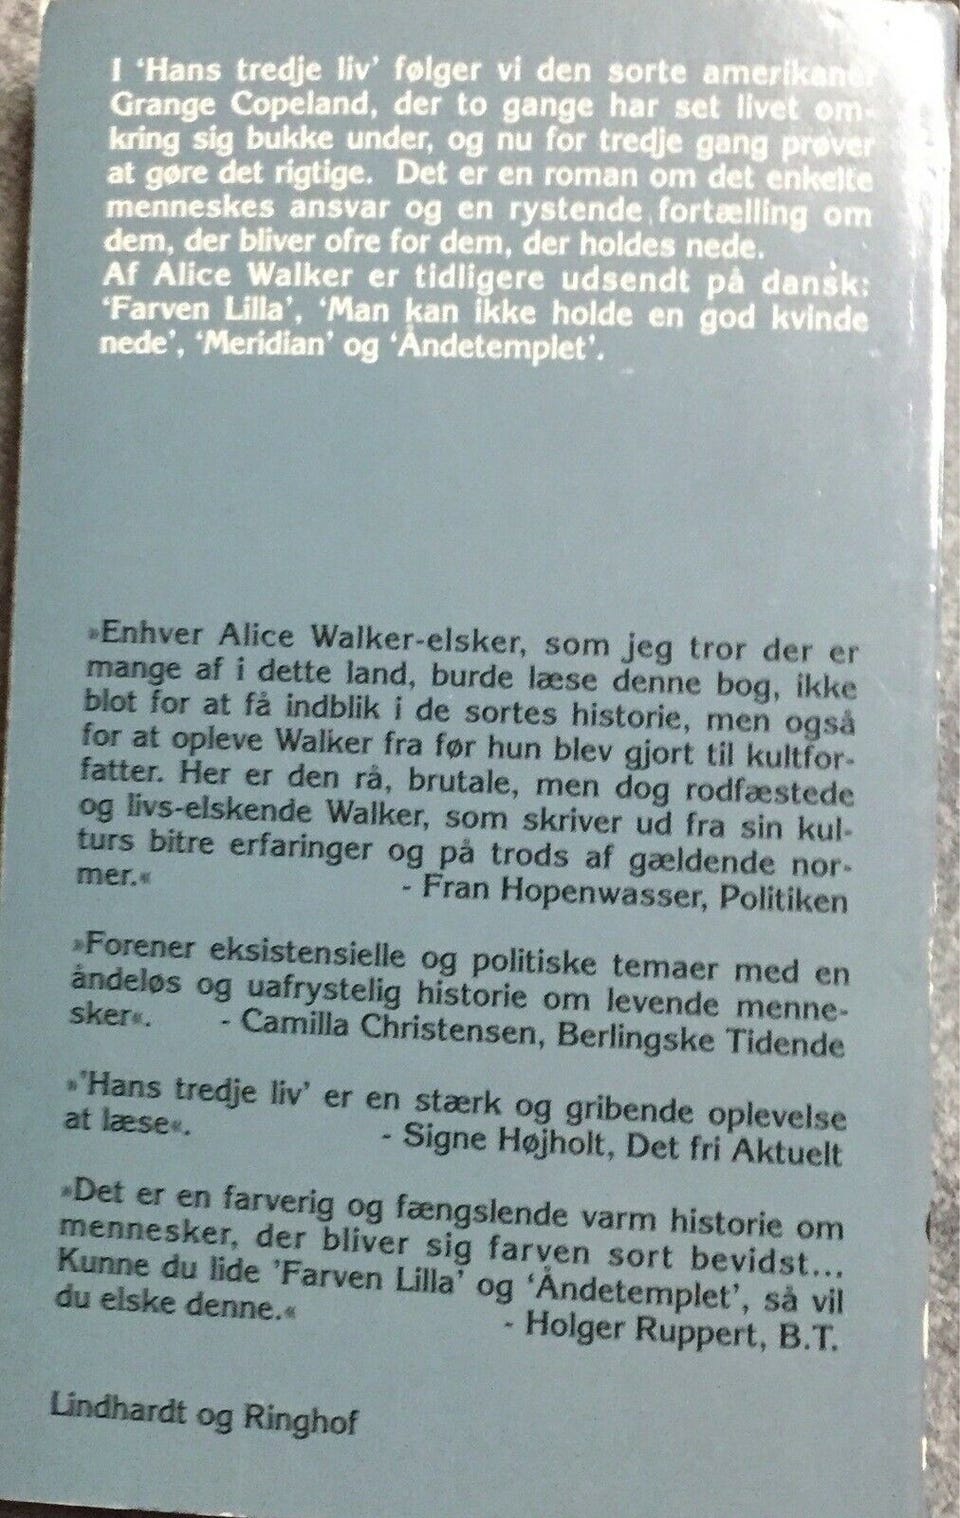 I ‘Hans tredje liv’ følger vi den sorte amerikaner
Grange Copeland, der to gange har set livet om-
kring sig bukke under, og nu for tredje gang prøver
at gøre det rigtige. Det er en roman om det enkelte
menneskes ansvar og en rystende fortælling om
dem, der bliver ofre for dem, der holdes nede.
Af Alice Walker er tidligere udsendt på dansk:
‘Farven Lilla’, ‘Man kan ikke holde en god kvinde
nede’, ‘Meridian’ og ‘Åndetemplet’.
»Enhver Alice Walker-elsker, som jeg tror der er
mange af i dette land, burde læse denne bog, ikke
blot for at få indblik i de sortes historie, men også
for at opleve Walker fra før hun blev gjort til kultfor-
fatter. Her er den rå, brutale, men dog rodfæstede
og livs-elskende Walker, som skriver ud fra sin kul-
turs bitre erfaringer og på trods af gældende nor-
mer.« - Fran Hopenwasser, Politiken
»Forener eksistensielle og politiske temaer med en
åndeløs og uafrystelig historie om levende menne-
sker«. - Camilla Christensen, Berlingske Tidende
»'Hans tredje liv’ er en stærk og gribende oplevelse
at læse«. - Signe Højholt, Det fri Aktuelt
»Det er en farverig og fængslende varm historie om
mennesker, der bliver sig farven sort bevidst...
Kunne du lide ’Farven Lilla’ og ‘Åndetemplet’, så vil
du elske denne.« - Holger Ruppert, B.T.
Lindhardt og Ringhof